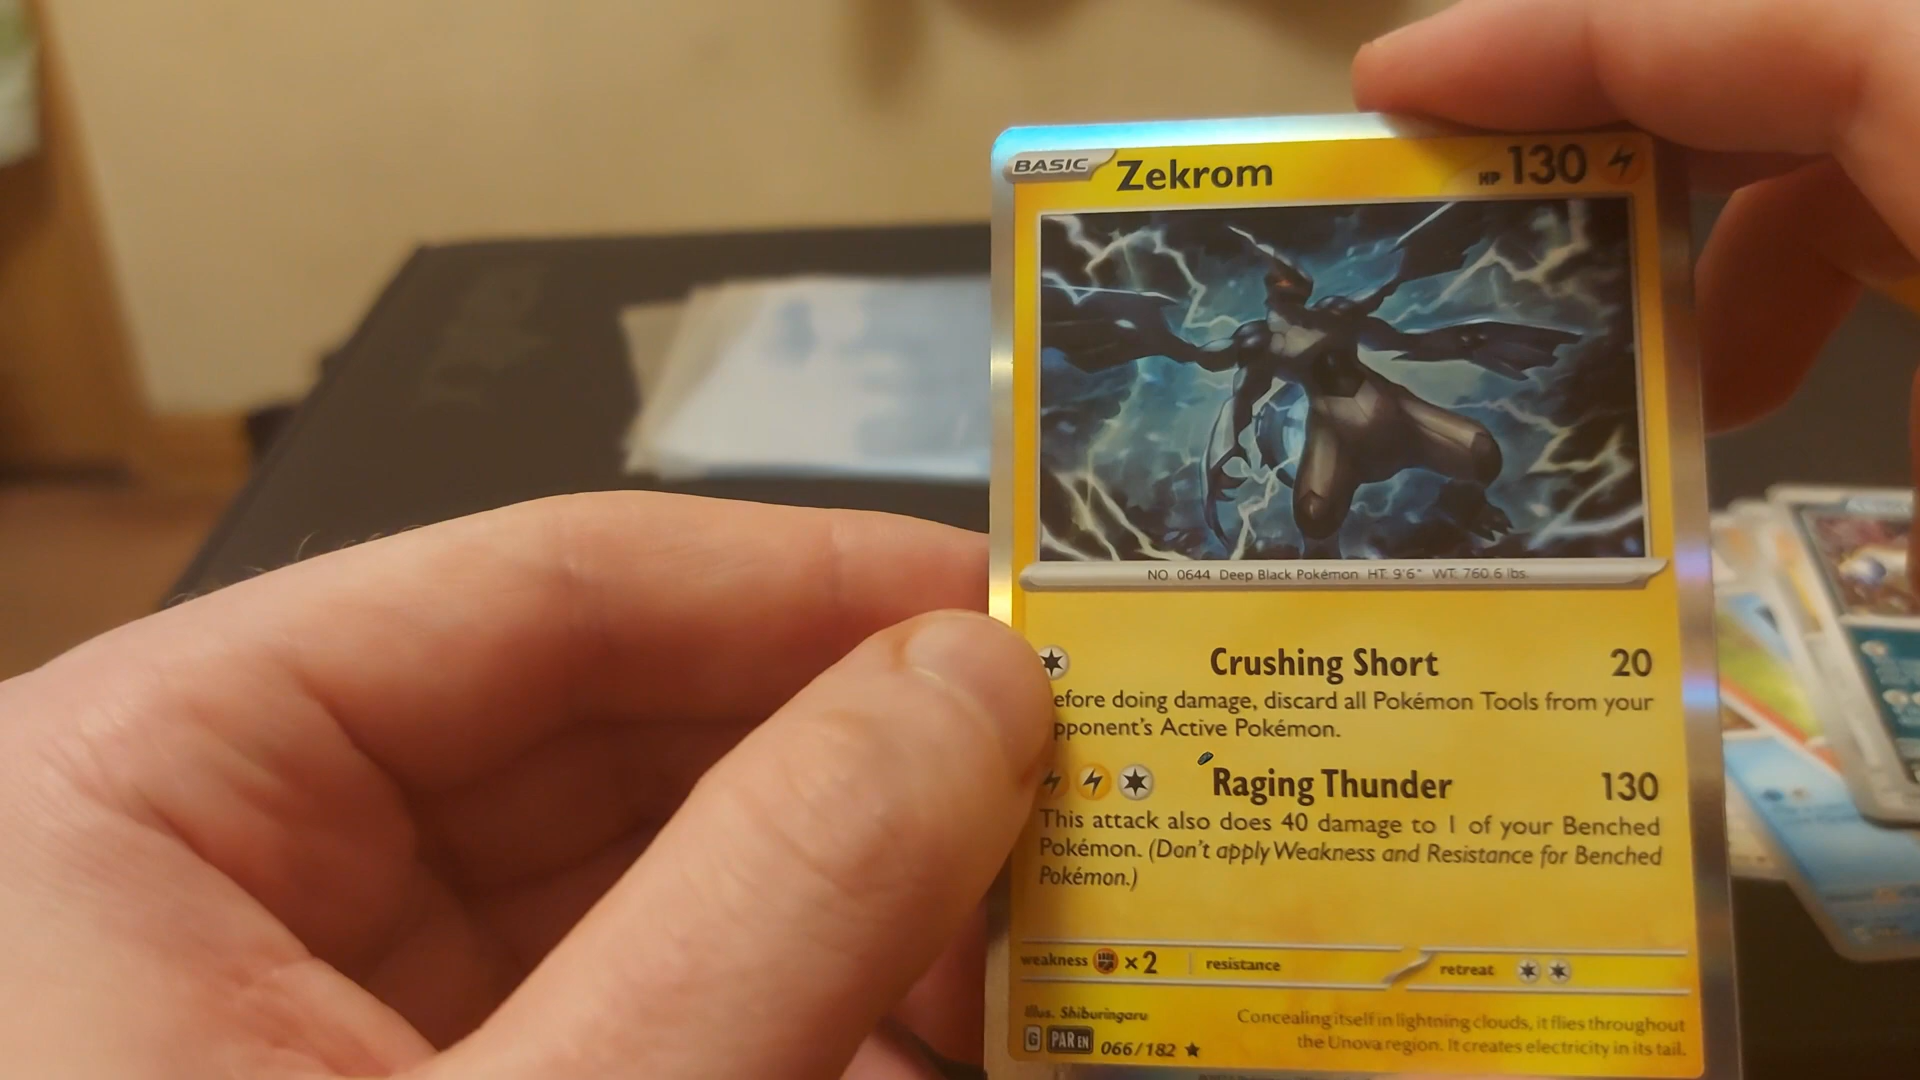 BASIC Zekrom HP 130
NO 0644 Deep Black Pokémon HT: 9'6" WT: 760.6 lbs.
Crushing Short 20
efore doing damage, discard all Pokémon Tools from your
pponent's Active Pokémon.
Raging Thunder 130
This attack also does 40 damage to 1 of your Benched
Pokémon. (Don't apply Weakness and Resistance for Benched
Pokémon.)
weakness ×2 resistance retreat
Illus. Shiburingaru
G PAR EN 066/182
Concealing itself in lightning clouds, it flies throughout
the Unova region. It creates electricity in its tail.